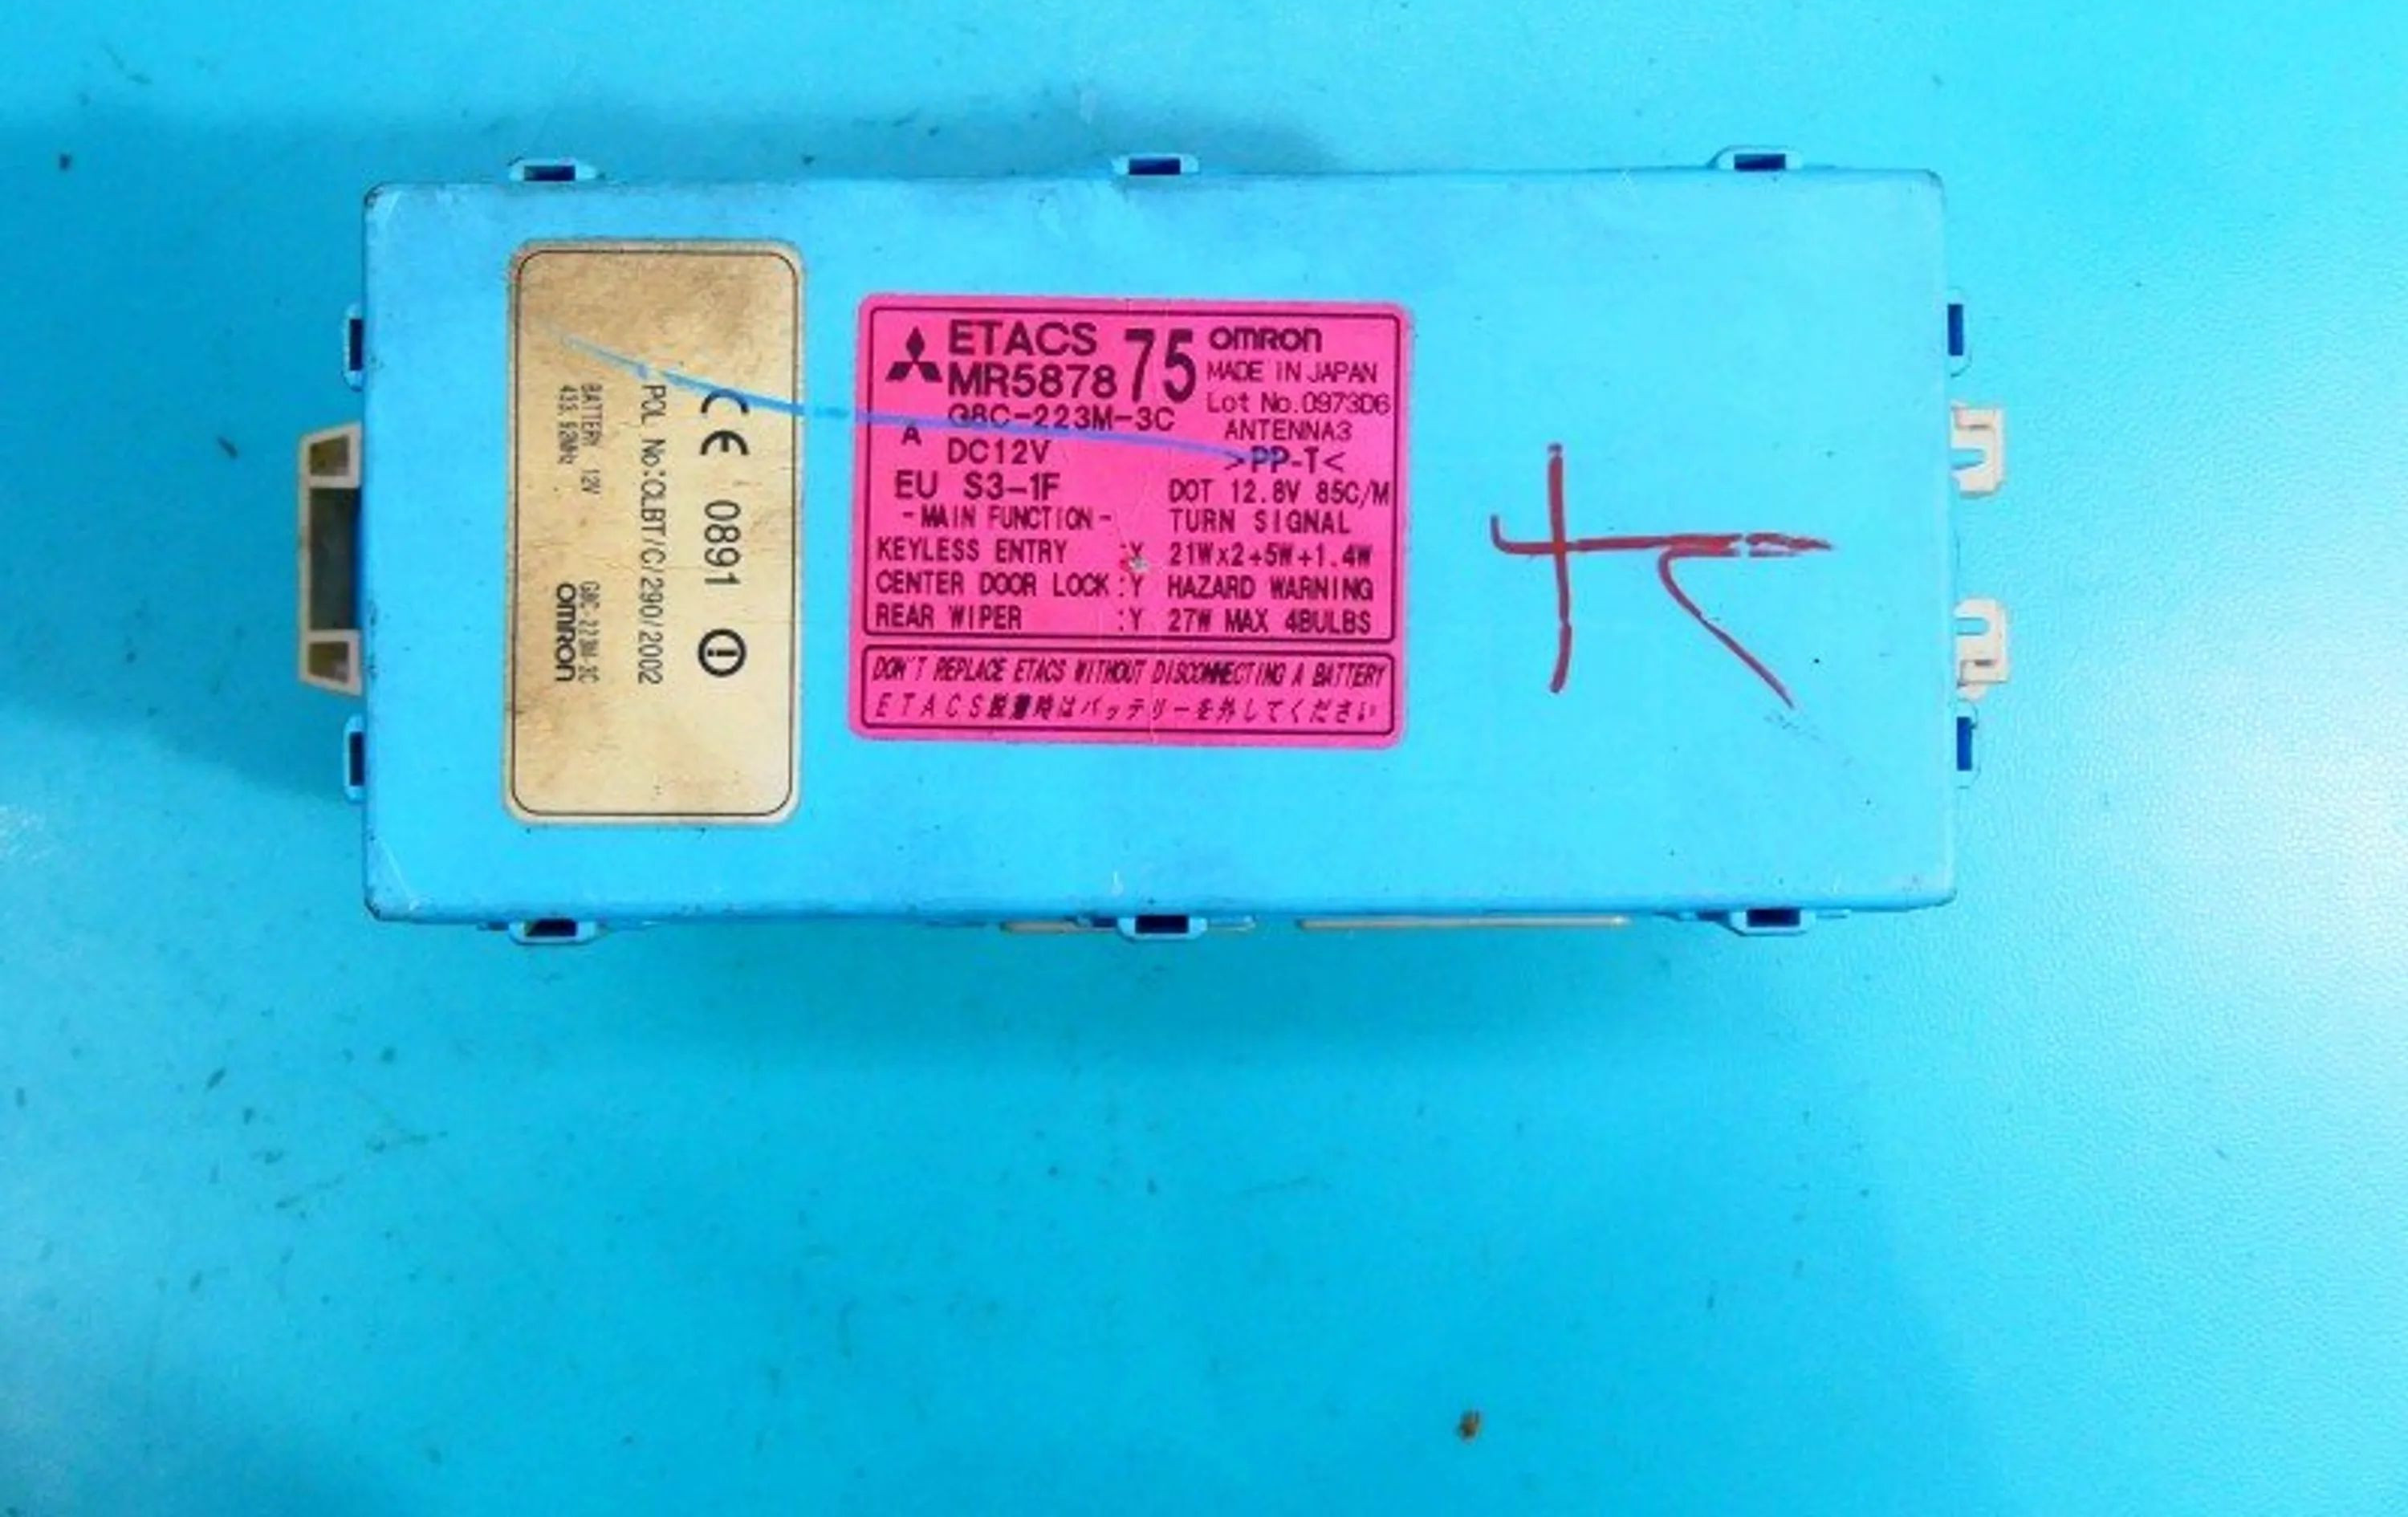 CE 0891
POL No:CLBT/C/290/2002
BATTERY 12V G8C-223M-3C
433.92MHz OMRON
ETACS
MR587875
G8C-223M-3C
A
DC12V
EU S3-1F
-MAIN FUNCTION-
KEYLESS ENTRY :Y
CENTER DOOR LOCK:Y
REAR WIPER :Y
OMRON
MADE IN JAPAN
Lot No.0973D6
ANTENNA3
>PP-T<
DOT 12.8V 85C/M
TURN SIGNAL
21Wx2+5W+1.4W
HAZARD WARNING
27W MAX 4BULBS
DON'T REPLACE ETACS WITHOUT DISCONNECTING A BATTERY
ETACS脱着時はバッテリーを外してください